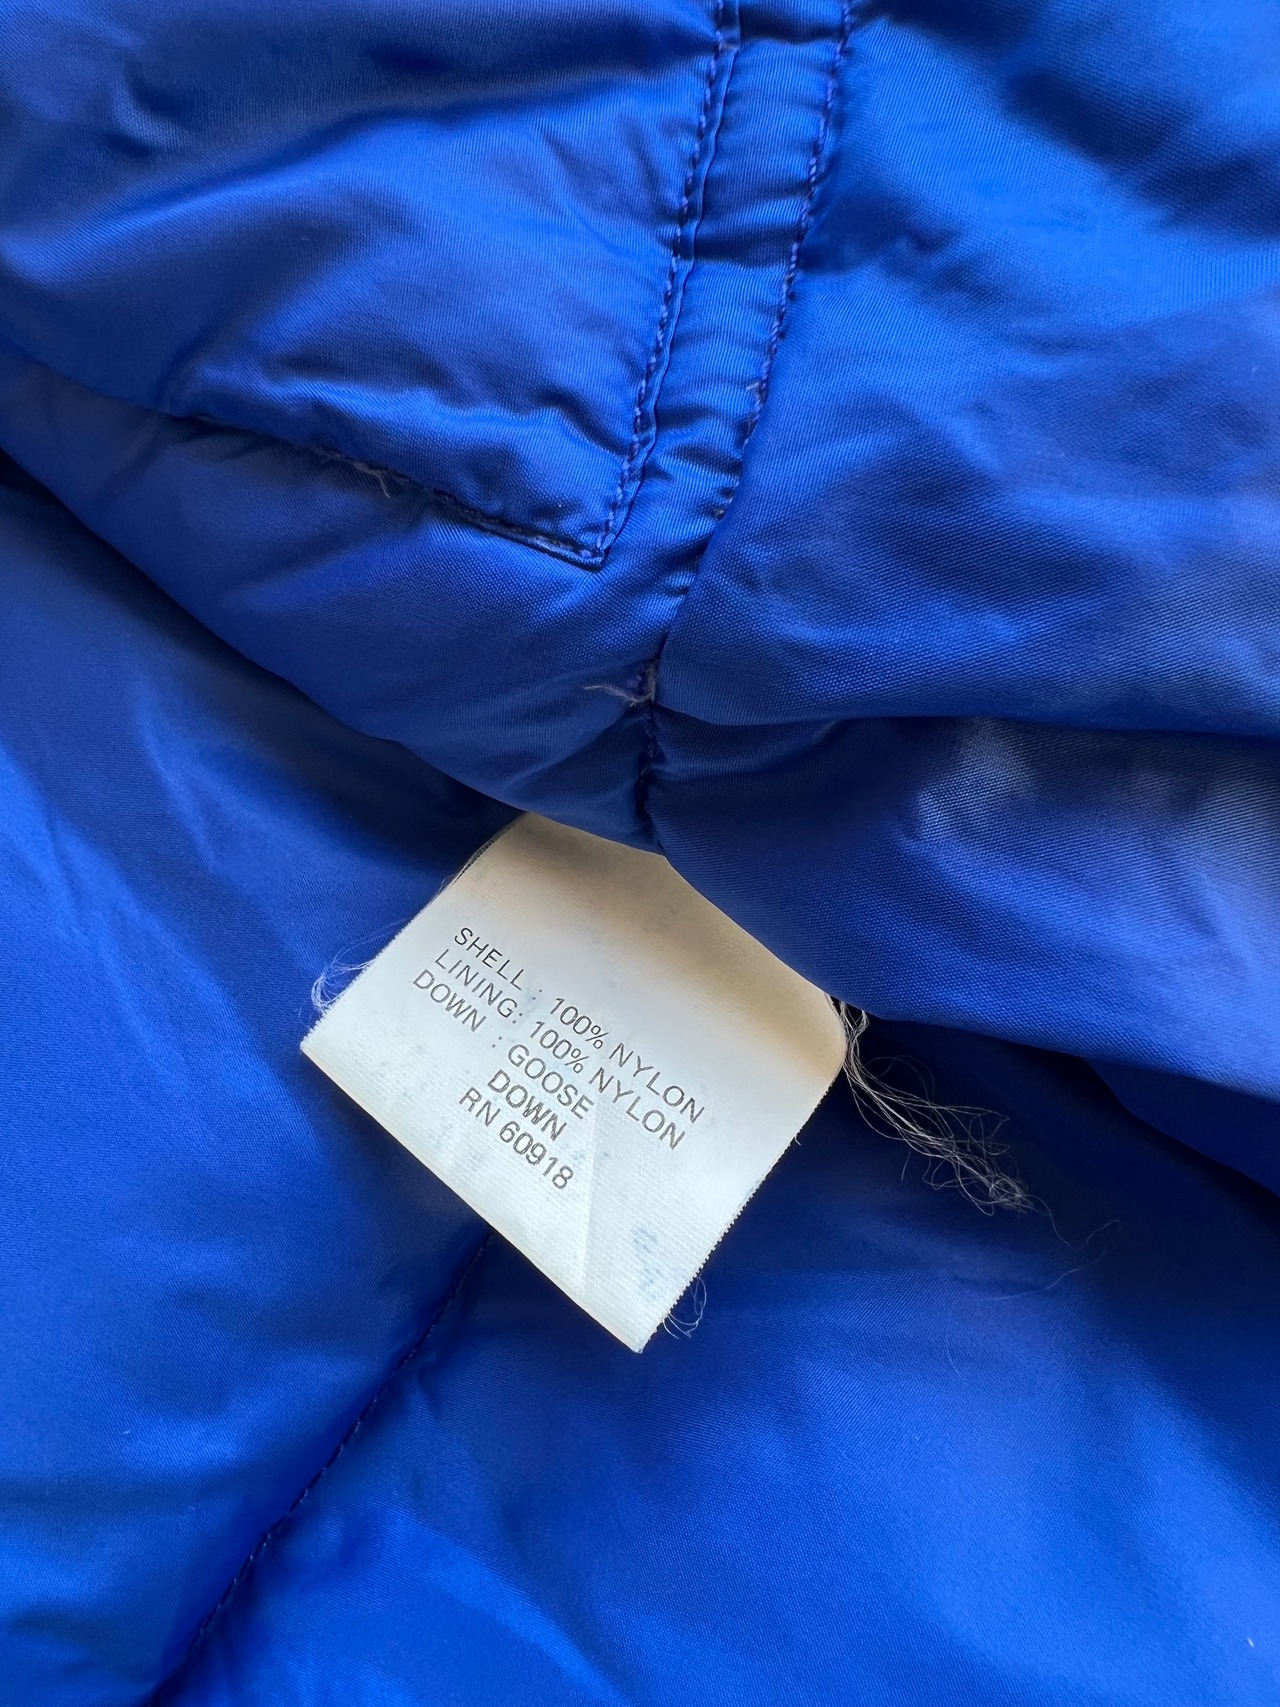 SHELL : 100% NYLON
LINING: 100% NYLON
DOWN : GOOSE
DOWN
RN 60918